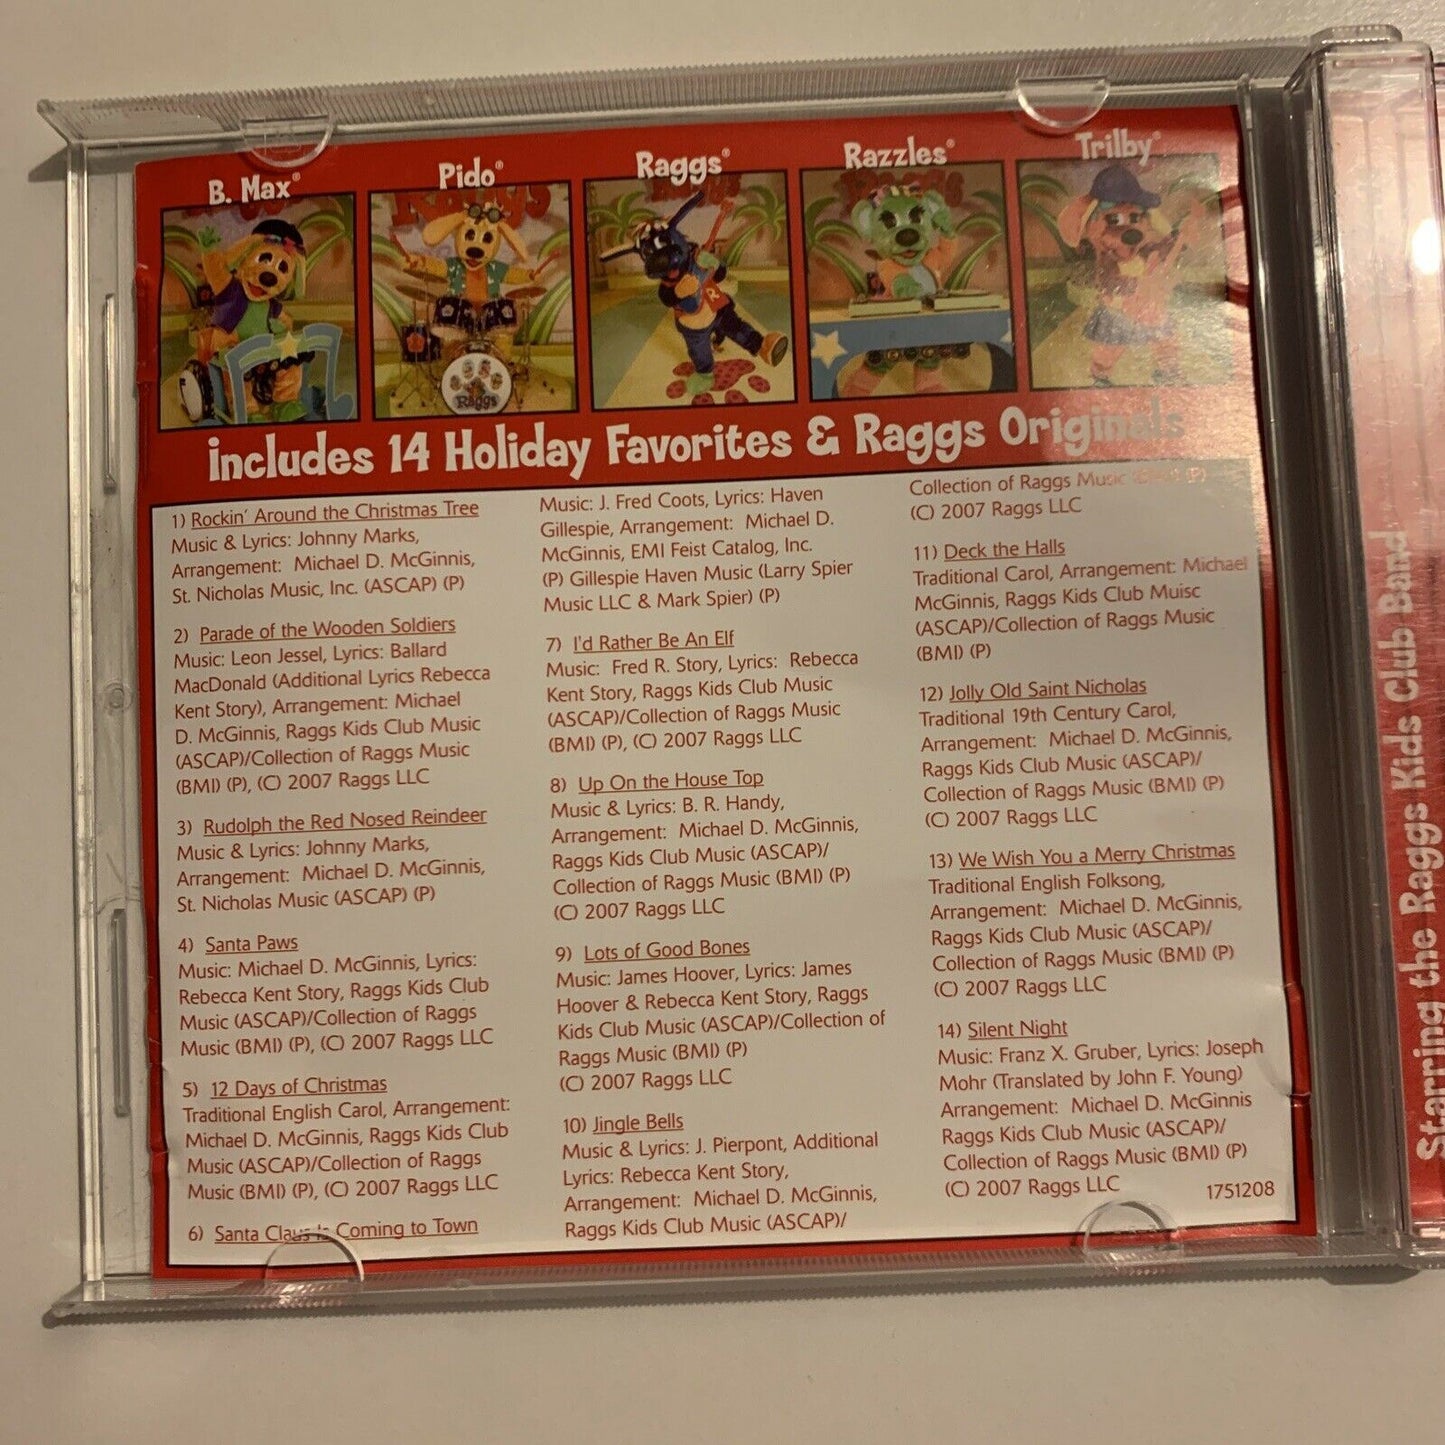 B. Max®
Pido®
Raggs®
Razzles®
Trilby®
Raggs
includes 14 Holiday Favorites & Raggs Originals
1) Rockin' Around the Christmas Tree
Music & Lyrics: Johnny Marks,
Arrangement: Michael D. McGinnis,
St. Nicholas Music, Inc. (ASCAP) (P)
2) Parade of the Wooden Soldiers
Music: Leon Jessel, Lyrics: Ballard
MacDonald (Additional Lyrics Rebecca
Kent Story), Arrangement: Michael
D. McGinnis, Raggs Kids Club Music
(ASCAP)/Collection of Raggs Music
(BMI) (P), (C) 2007 Raggs LLC
3) Rudolph the Red Nosed Reindeer
Music & Lyrics: Johnny Marks,
Arrangement: Michael D. McGinnis,
St. Nicholas Music (ASCAP) (P)
4) Santa Paws
Music: Michael D. McGinnis, Lyrics:
Rebecca Kent Story, Raggs Kids Club
Music (ASCAP)/Collection of Raggs
Music (BMI) (P), (C) 2007 Raggs LLC
5) 12 Days of Christmas
Traditional English Carol, Arrangement:
Michael D. McGinnis, Raggs Kids Club
Music (ASCAP)/Collection of Raggs
Music (BMI) (P), (C) 2007 Raggs LLC
6) Santa Claus Is Coming to Town
Music: J. Fred Coots, Lyrics: Haven
Gillespie, Arrangement: Michael D.
McGinnis, EMI Feist Catalog, Inc.
(P) Gillespie Haven Music (Larry Spier
Music LLC & Mark Spier) (P)
7) I'd Rather Be An Elf
Music: Fred R. Story, Lyrics: Rebecca
Kent Story, Raggs Kids Club Music
(ASCAP)/Collection of Raggs Music
(BMI) (P), (C) 2007 Raggs LLC
8) Up On the House Top
Music & Lyrics: B. R. Handy,
Arrangement: Michael D. McGinnis,
Raggs Kids Club Music (ASCAP)/
Collection of Raggs Music (BMI) (P)
(C) 2007 Raggs LLC
9) Lots of Good Bones
Music: James Hoover, Lyrics: James
Hoover & Rebecca Kent Story, Raggs
Kids Club Music (ASCAP)/Collection of
Raggs Music (BMI) (P)
(C) 2007 Raggs LLC
10) Jingle Bells
Music & Lyrics: J. Pierpont, Additional
Lyrics: Rebecca Kent Story,
Arrangement: Michael D. McGinnis,
Raggs Kids Club Music (ASCAP)/
Collection of Raggs Music (BMI) (P)
(C) 2007 Raggs LLC
11) Deck the Halls
Traditional Carol, Arrangement: Michael
McGinnis, Raggs Kids Club Muisc
(ASCAP)/Collection of Raggs Music
(BMI) (P)
12) Jolly Old Saint Nicholas
Traditional 19th Century Carol,
Arrangement: Michael D. McGinnis,
Raggs Kids Club Music (ASCAP)/
Collection of Raggs Music (BMI) (P)
(C) 2007 Raggs LLC
13) We Wish You a Merry Christmas
Traditional English Folksong,
Arrangement: Michael D. McGinnis,
Raggs Kids Club Music (ASCAP)/
Collection of Raggs Music (BMI) (P)
(C) 2007 Raggs LLC
14) Silent Night
Music: Franz X. Gruber, Lyrics: Joseph
Mohr (Translated by John F. Young)
Arrangement: Michael D. McGinnis
Raggs Kids Club Music (ASCAP)/
Collection of Raggs Music (BMI) (P)
(C) 2007 Raggs LLC
1751208
Starring the Raggs Kids Club Band